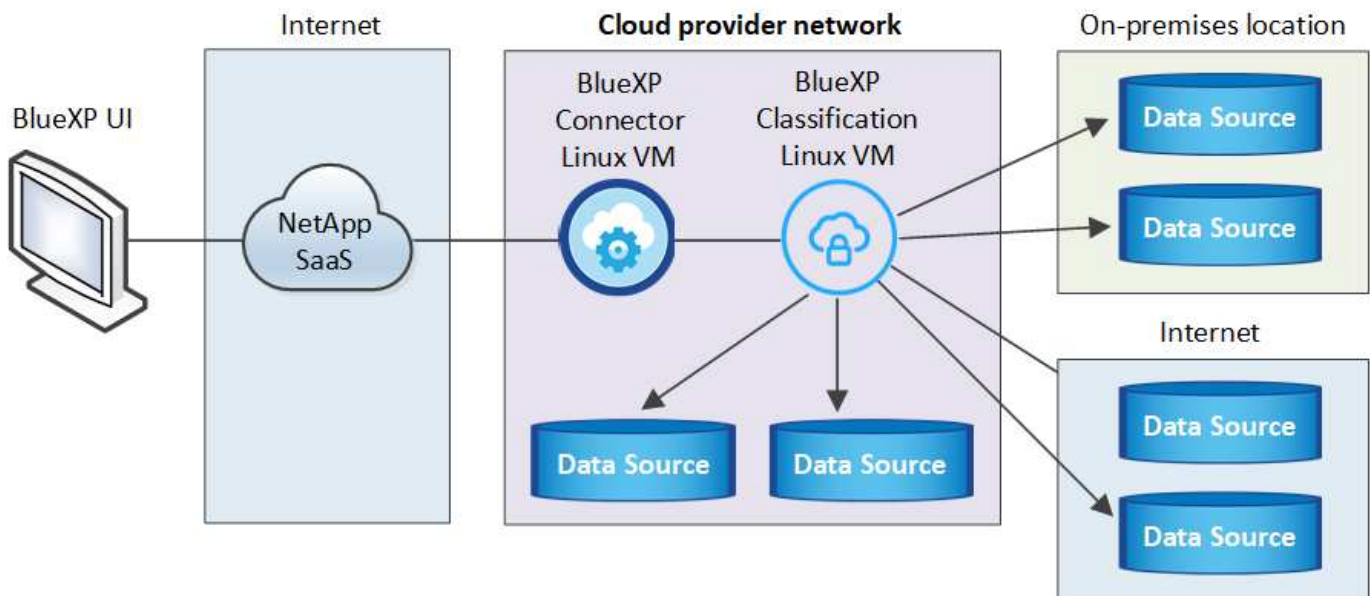 Internet
Cloud provider network
On-premises location
BlueXP UI
NetApp
SaaS
BlueXP
Connector
Linux VM
BlueXP
Classification
Linux VM
Data Source
Data Source
Data Source
Data Source
Internet
Data Source
Data Source